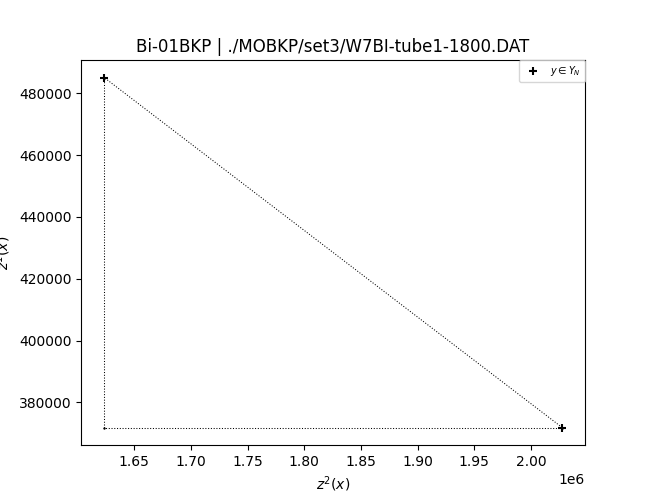 Bi-01BKP | ./MOBKP/set3/W7BI-tube1-1800.DAT
y ∈ Y_N
480000
460000
440000
420000
400000
380000
1.65 1.70 1.75 1.80 1.85 1.90 1.95 2.00
1e6
z²(x)